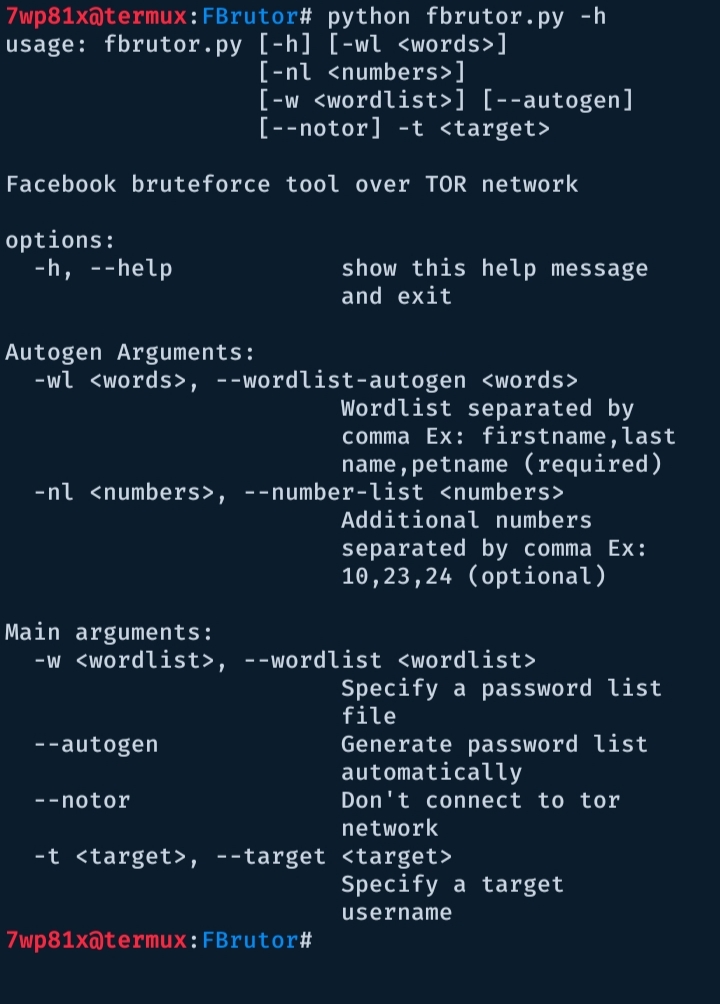 7wp81x@termux:FBrutor# python fbrutor.py -h
usage: fbrutor.py [-h] [-wl <words>]
[-nl <numbers>]
[-w <wordlist>] [--autogen]
[--notor] -t <target>
Facebook bruteforce tool over TOR network
options:
-h, --help show this help message
and exit
Autogen Arguments:
-wl <words>, --wordlist-autogen <words>
Wordlist separated by
comma Ex: firstname,last
name,petname (required)
-nl <numbers>, --number-list <numbers>
Additional numbers
separated by comma Ex:
10,23,24 (optional)
Main arguments:
-w <wordlist>, --wordlist <wordlist>
Specify a password list
file
--autogen Generate password list
automatically
--notor Don't connect to tor
network
-t <target>, --target <target>
Specify a target
username
7wp81x@termux:FBrutor#